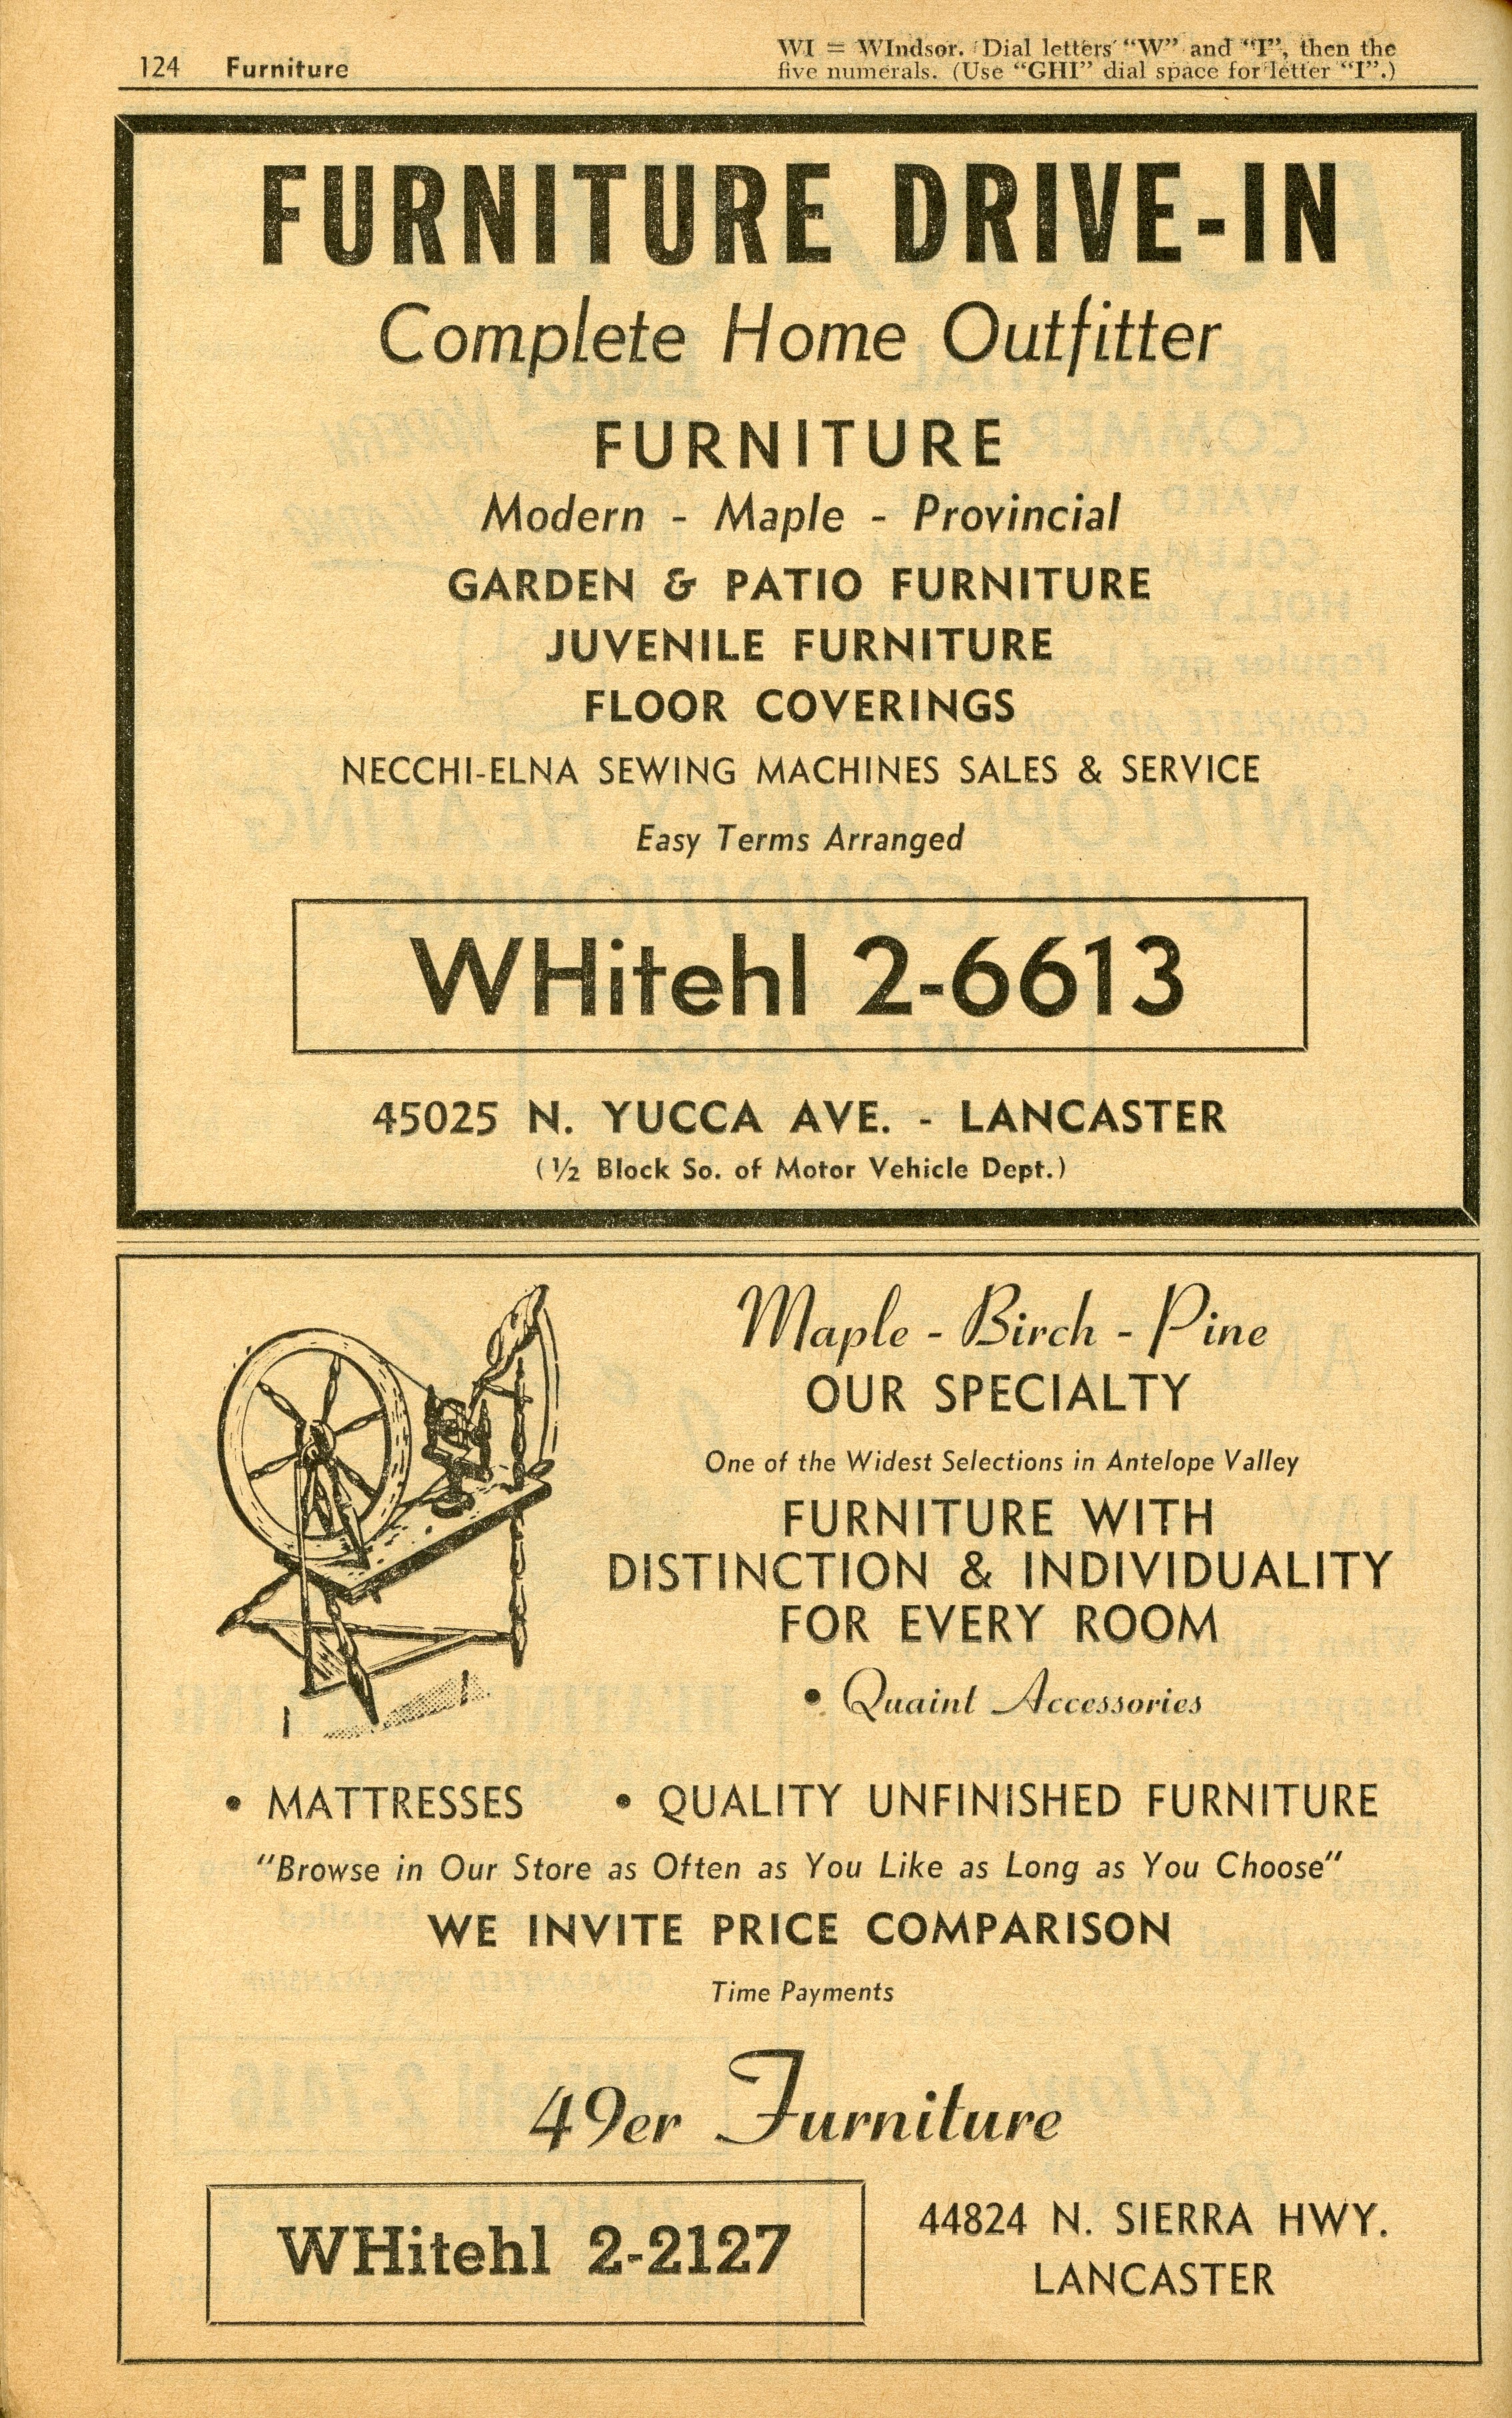 124 Furniture
WI = WIndsor. Dial letters "W" and "I", then the
five numerals. (Use "GHI" dial space for letter "I".)
FURNITURE DRIVE-IN
Complete Home Outfitter
FURNITURE
Modern - Maple - Provincial
GARDEN & PATIO FURNITURE
JUVENILE FURNITURE
FLOOR COVERINGS
NECCHI-ELNA SEWING MACHINES SALES & SERVICE
Easy Terms Arranged
WHitehl 2-6613
45025 N. YUCCA AVE. - LANCASTER
(½ Block So. of Motor Vehicle Dept.)
Maple - Birch - Pine
OUR SPECIALTY
One of the Widest Selections in Antelope Valley
FURNITURE WITH
DISTINCTION & INDIVIDUALITY
FOR EVERY ROOM
• Quaint Accessories
• MATTRESSES • QUALITY UNFINISHED FURNITURE
"Browse in Our Store as Often as You Like as Long as You Choose"
WE INVITE PRICE COMPARISON
Time Payments
49er Furniture
WHitehl 2-2127
44824 N. SIERRA HWY.
LANCASTER